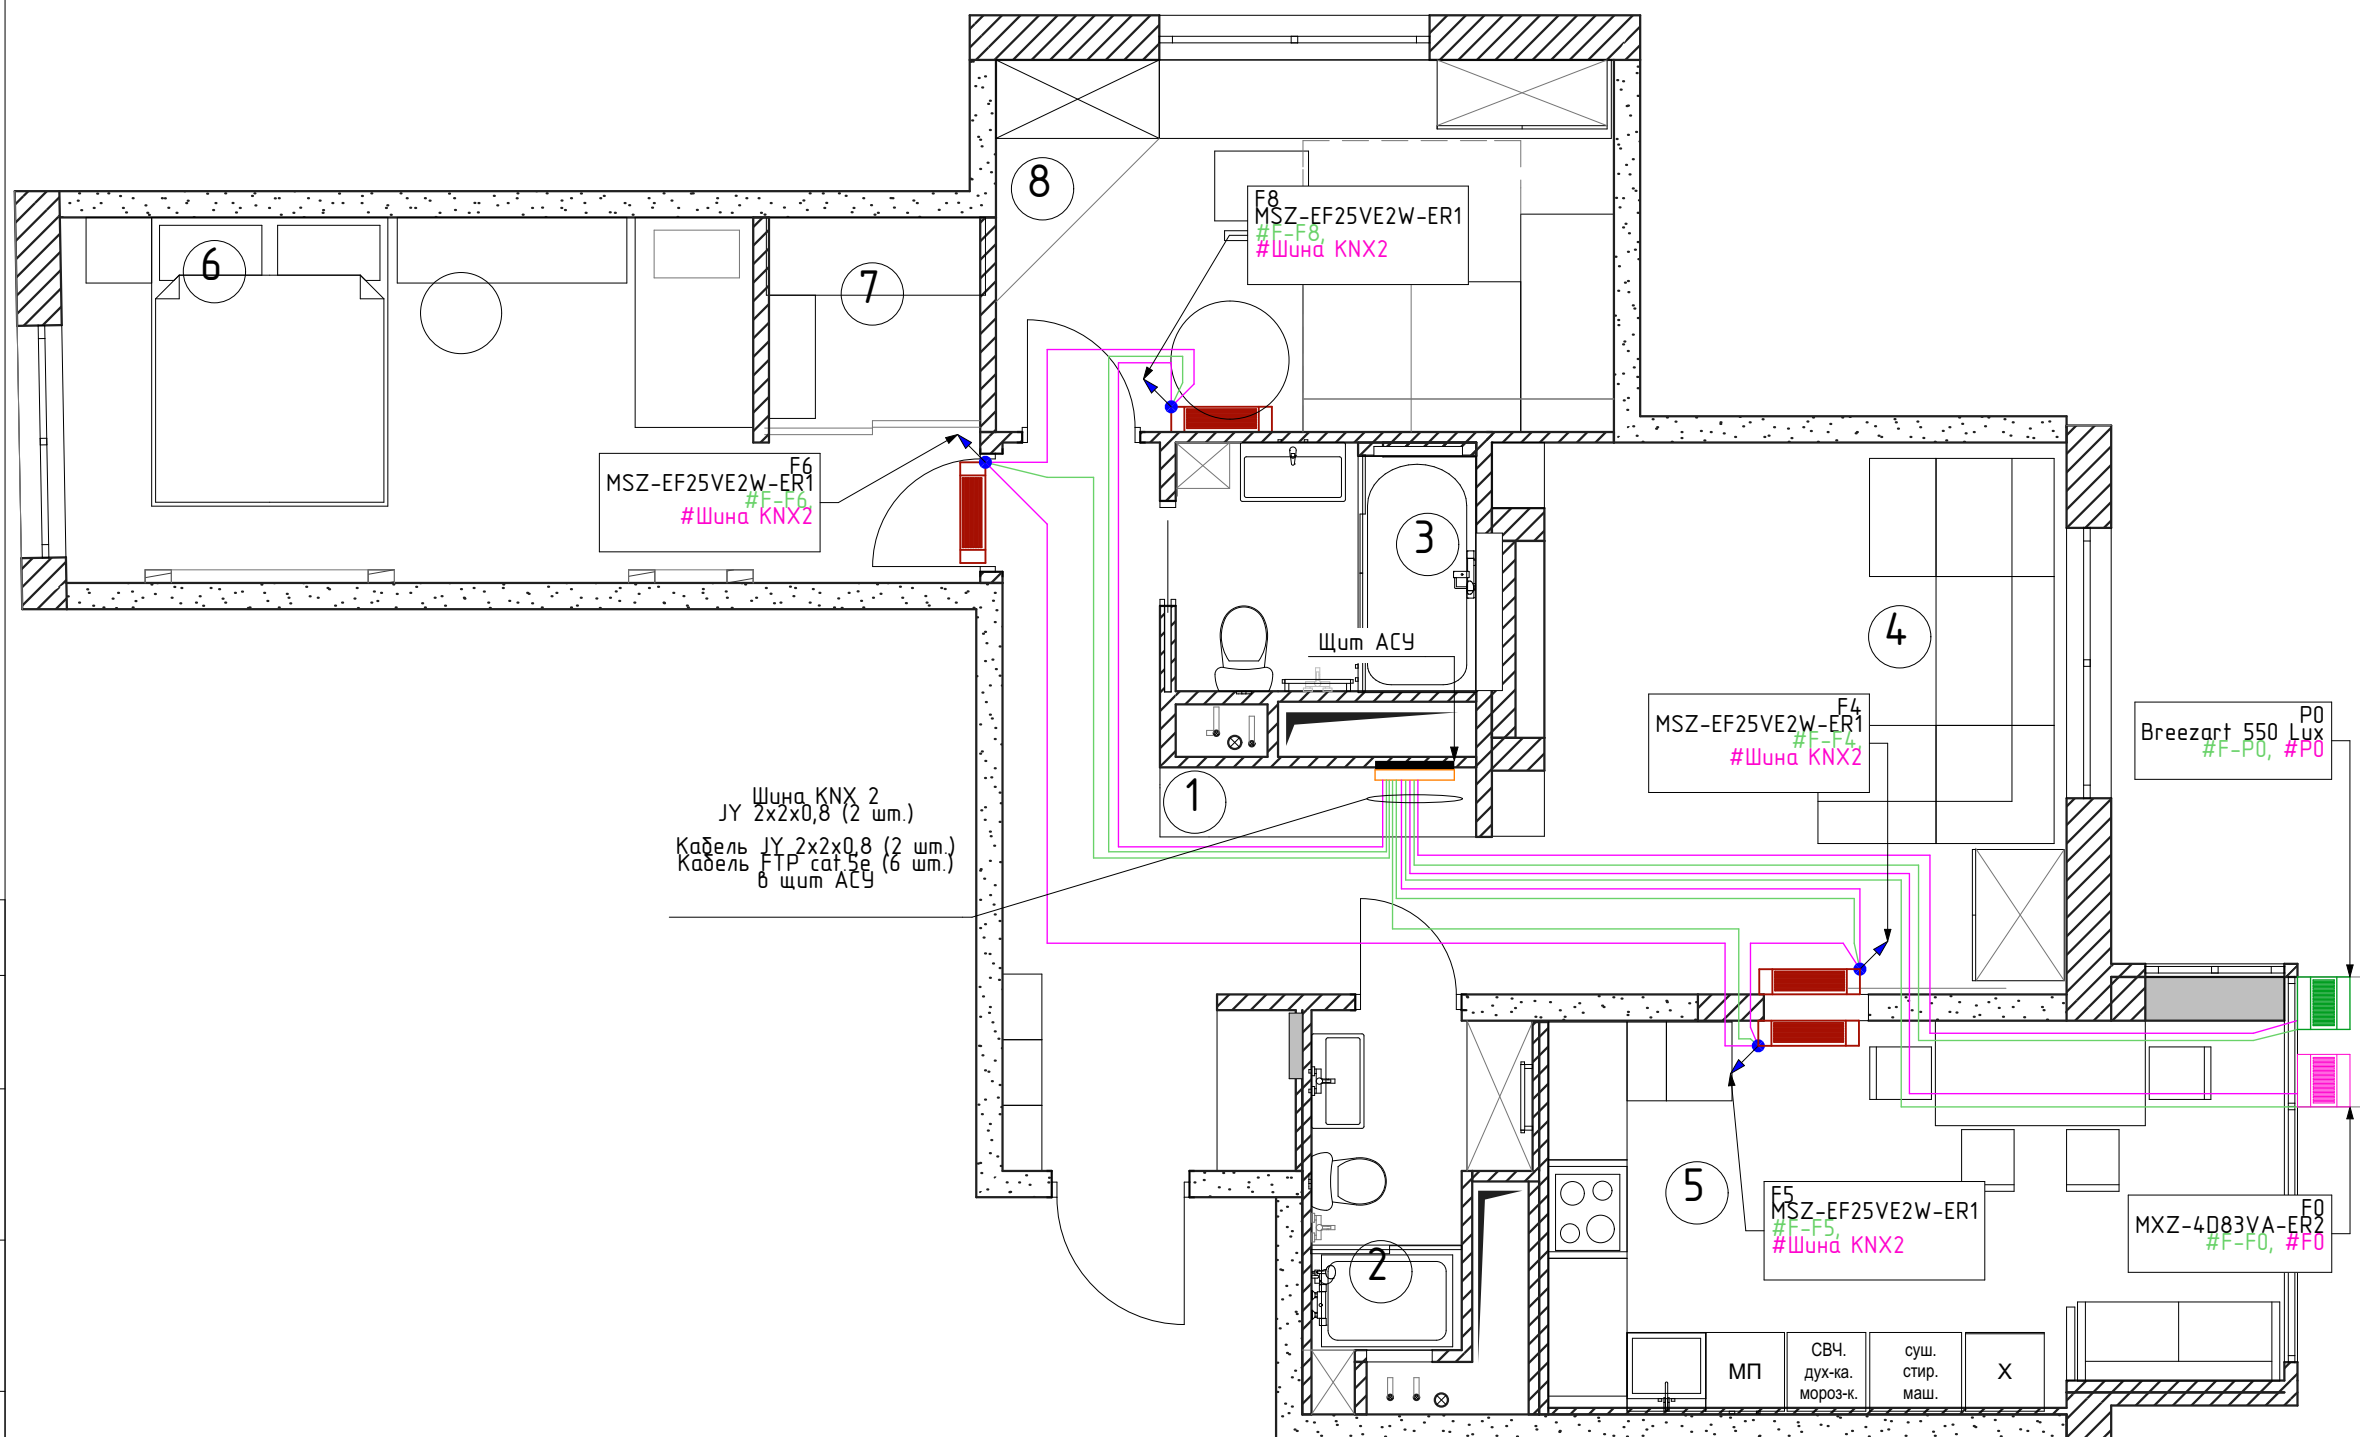 8
F8
MSZ-EF25VE2W-ER1
#F-F8,
#Шина KNX2
6
7
F6
MSZ-EF25VE2W-ER1
#F-F6,
#Шина KNX2
3
Щит АСУ
4
F4
MSZ-EF25VE2W-ER1
#F-F4,
#Шина KNX2
P0
Breezart 550 Lux
#F-P0, #P0
1
Шина KNX 2
JY 2x2x0,8 (2 шт.)
Кабель JY 2x2x0,8 (2 шт.)
Кабель FTP cat.5e (6 шт.)
в щит АСУ
5
F5
MSZ-EF25VE2W-ER1
#F-F5,
#Шина KNX2
F0
MXZ-4D83VA-ER2
#F-F0, #F0
2
МП
СВЧ.
дух-ка.
мороз-к.
суш.
стир.
маш.
Х